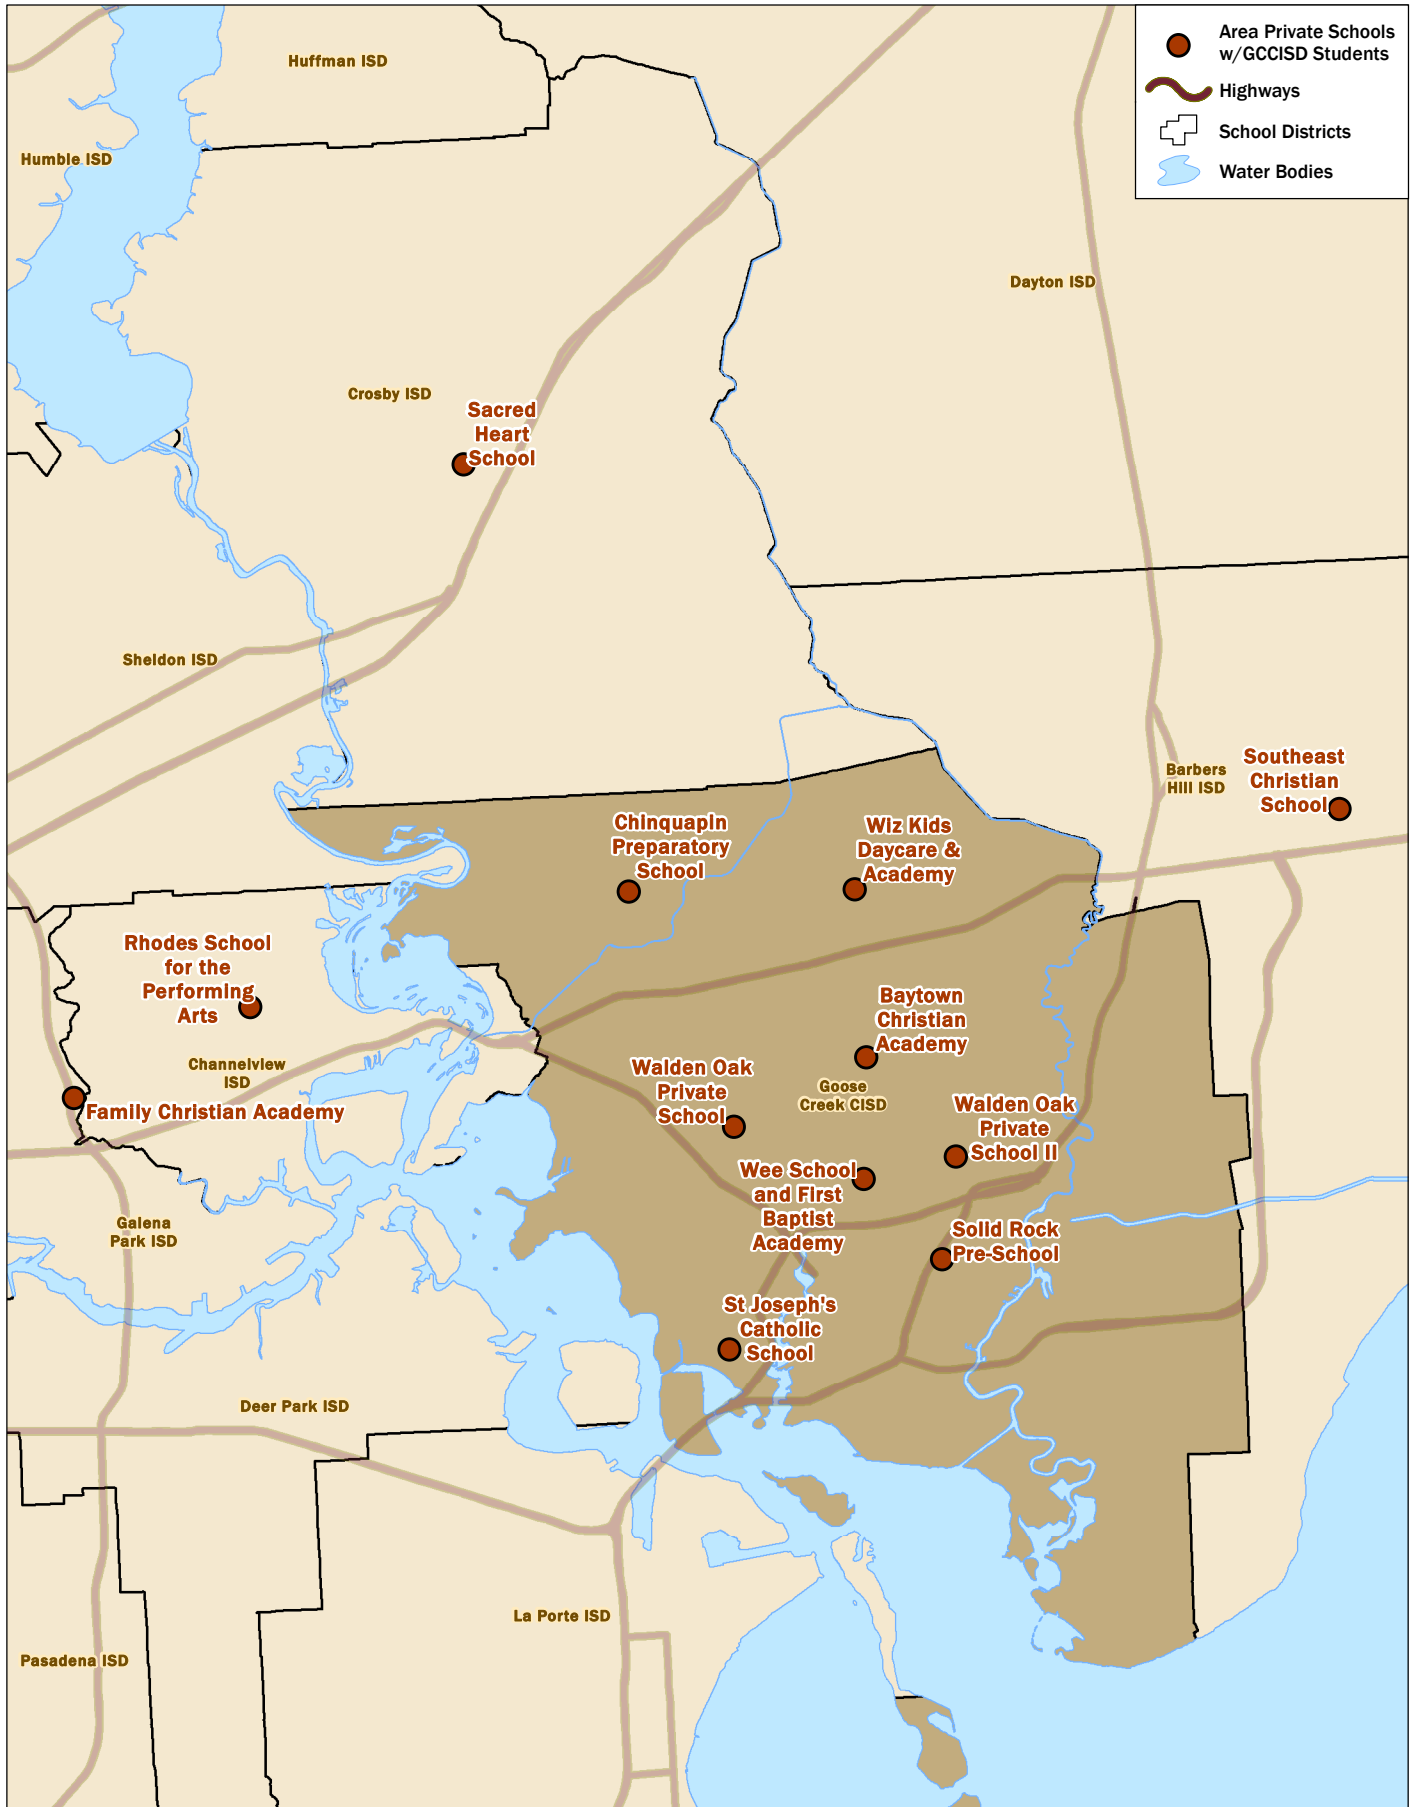 Area Private Schools
w/GCCISD Students
Highways
School Districts
Water Bodies
Huffman ISD
Humble ISD
Dayton ISD
Crosby ISD
Sacred
Heart
School
Sheldon ISD
Barbers
Hill ISD
Southeast
Christian
School
Chinquapin
Preparatory
School
Wiz Kids
Daycare &
Academy
Rhodes School
for the
Performing
Arts
Baytown
Christian
Academy
Channelview
ISD
Walden Oak
Private
School
Goose
Creek CISD
Family Christian Academy
Walden Oak
Private
School II
Wee School
and First
Baptist
Academy
Galena
Park ISD
Solid Rock
Pre-School
St Joseph's
Catholic
School
Deer Park ISD
La Porte ISD
Pasadena ISD